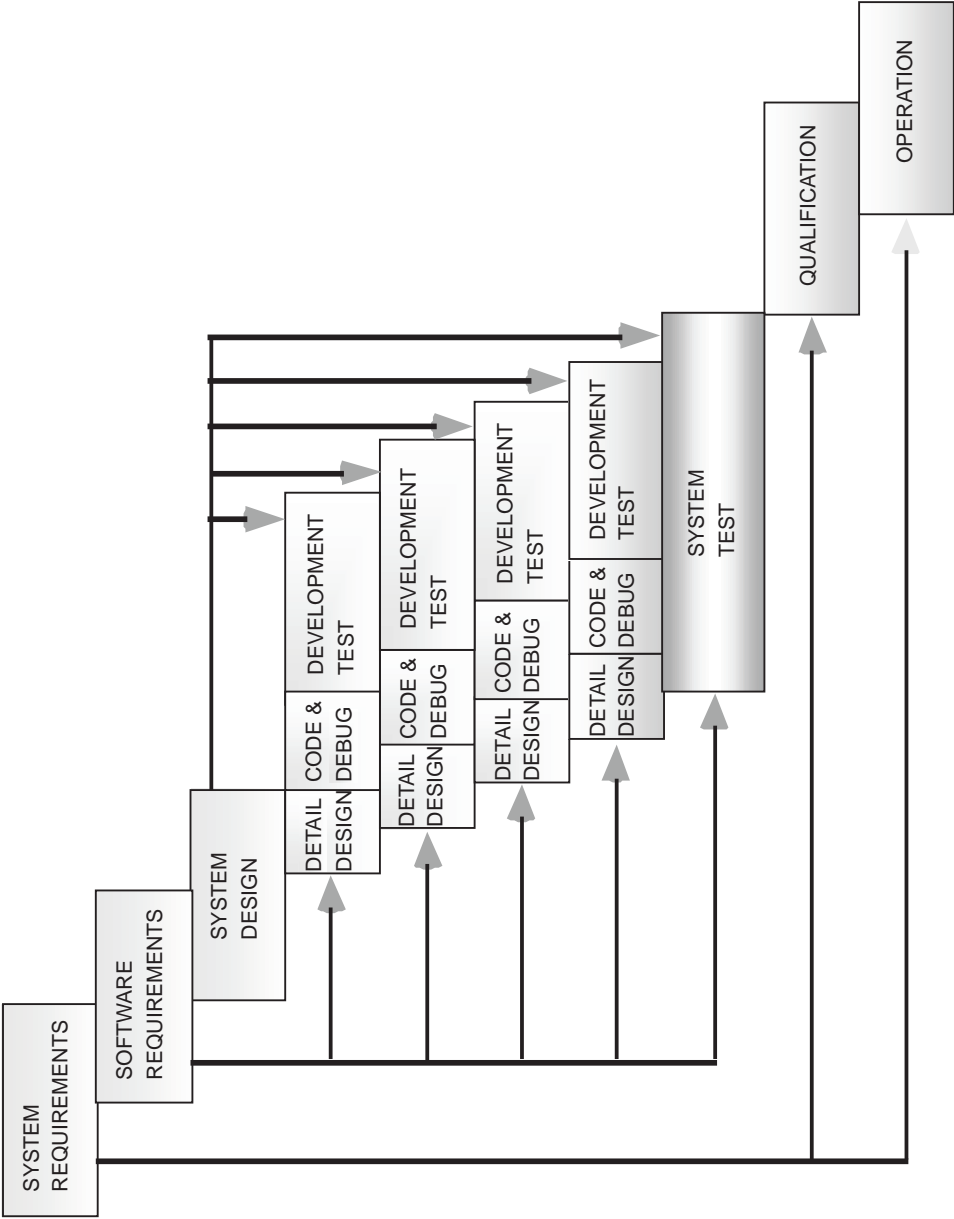 SYSTEM
REQUIREMENTS
SOFTWARE
REQUIREMENTS
SYSTEM
DESIGN
DETAIL
DESIGN
CODE &
DEBUG
DEVELOPMENT
TEST
DETAIL
DESIGN
CODE &
DEBUG
DEVELOPMENT
TEST
DETAIL
DESIGN
CODE &
DEBUG
DEVELOPMENT
TEST
DETAIL
DESIGN
CODE &
DEBUG
DEVELOPMENT
TEST
SYSTEM
TEST
QUALIFICATION
OPERATION